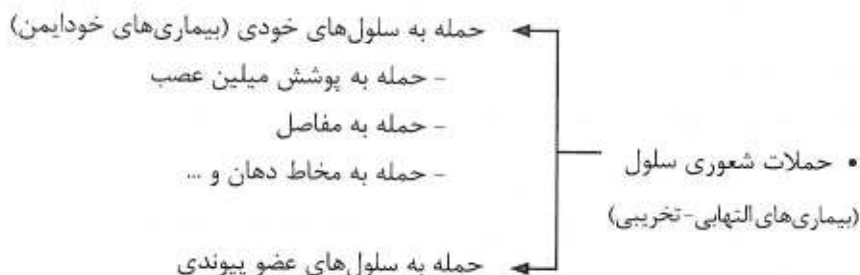 حمله به سلول‌های خودی (بیماری‌های خودایمن)
- حمله به پوشش میلین عصب
- حمله به مفاصل
- حمله به مخاط دهان و ...
• حملات شعوری سلول
(بیماری‌های التهابی-تخریبی)
حمله به سلول‌های عضو پیوندی